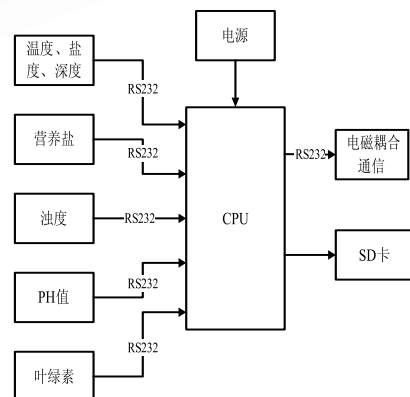 电源
温度、盐
度、深度
RS232
营养盐
RS232
浊度
RS232
PH值
RS232
叶绿素
RS232
CPU
RS232
电磁耦合
通信
SD卡